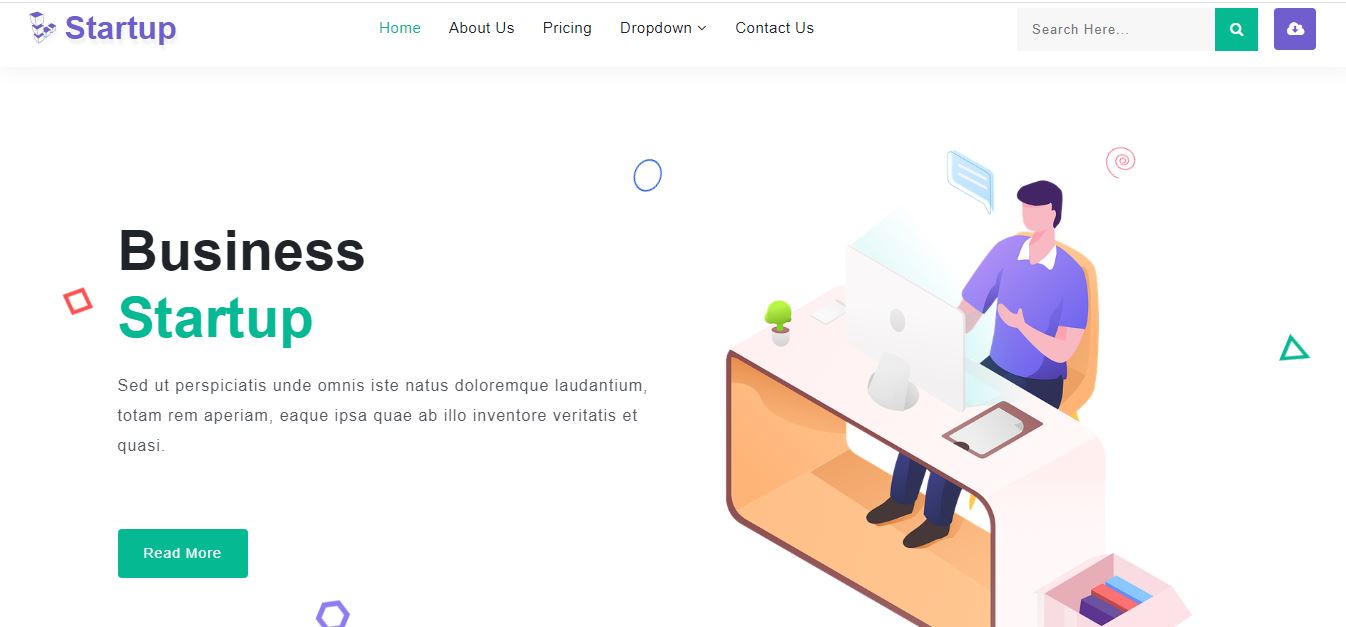 Startup
Home About Us Pricing Dropdown Contact Us
Search Here...
Business
Startup
Sed ut perspiciatis unde omnis iste natus doloremque laudantium,
totam rem aperiam, eaque ipsa quae ab illo inventore veritatis et
quasi.
Read More